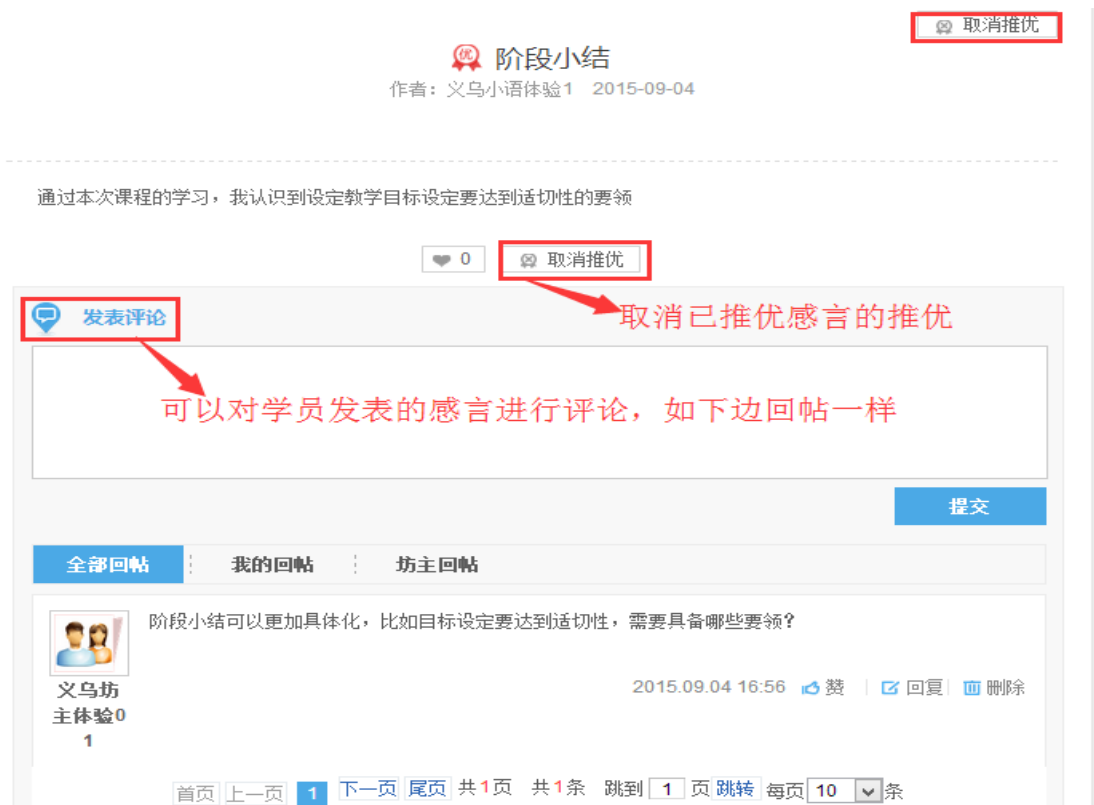 取消推优
优 阶段小结
作者：义乌小语体验1 2015-09-04
通过本次课程的学习，我认识到设定教学目标设定要达到适切性的要领
0 取消推优
发表评论
取消已推优感言的推优
可以对学员发表的感言进行评论，如下边回帖一样
提交
全部回帖 我的回帖 坊主回帖
阶段小结可以更加具体化，比如目标设定要达到适切性，需要具备哪些要领?
义乌坊
主体验0
1
2015.09.04 16:56 赞 回复 删除
首页 上一页 1 下一页 尾页 共1页 共1条 跳到 1 页 跳转 每页 10 条